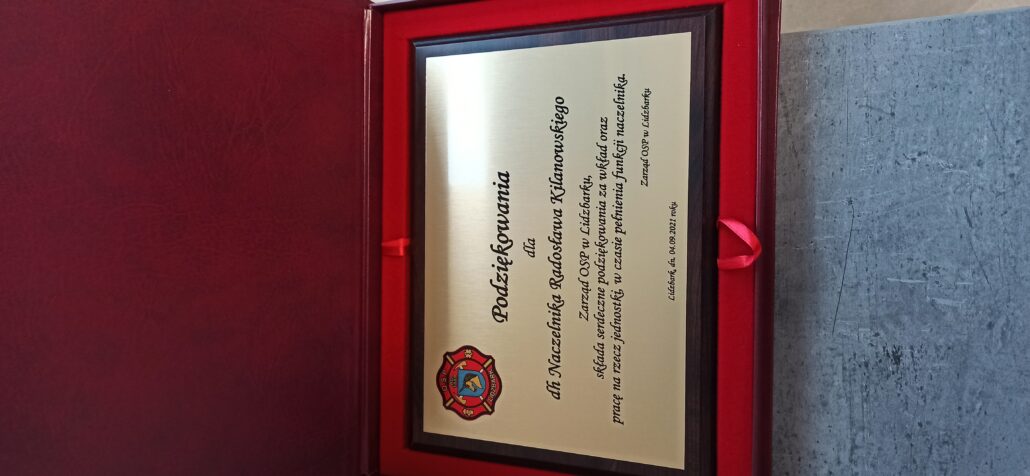 Podziękowania
dla
dh Naczelnika Radosława Kilanowskiego
Zarząd OSP w Lidzbarku,
składa serdeczne podziękowania za wkład oraz
pracę na rzecz jednostki, w czasie pełnienia funkcji naczelnika.
Zarząd OSP w Lidzbarku
Lidzbark, dn. 04.09.2021 roku